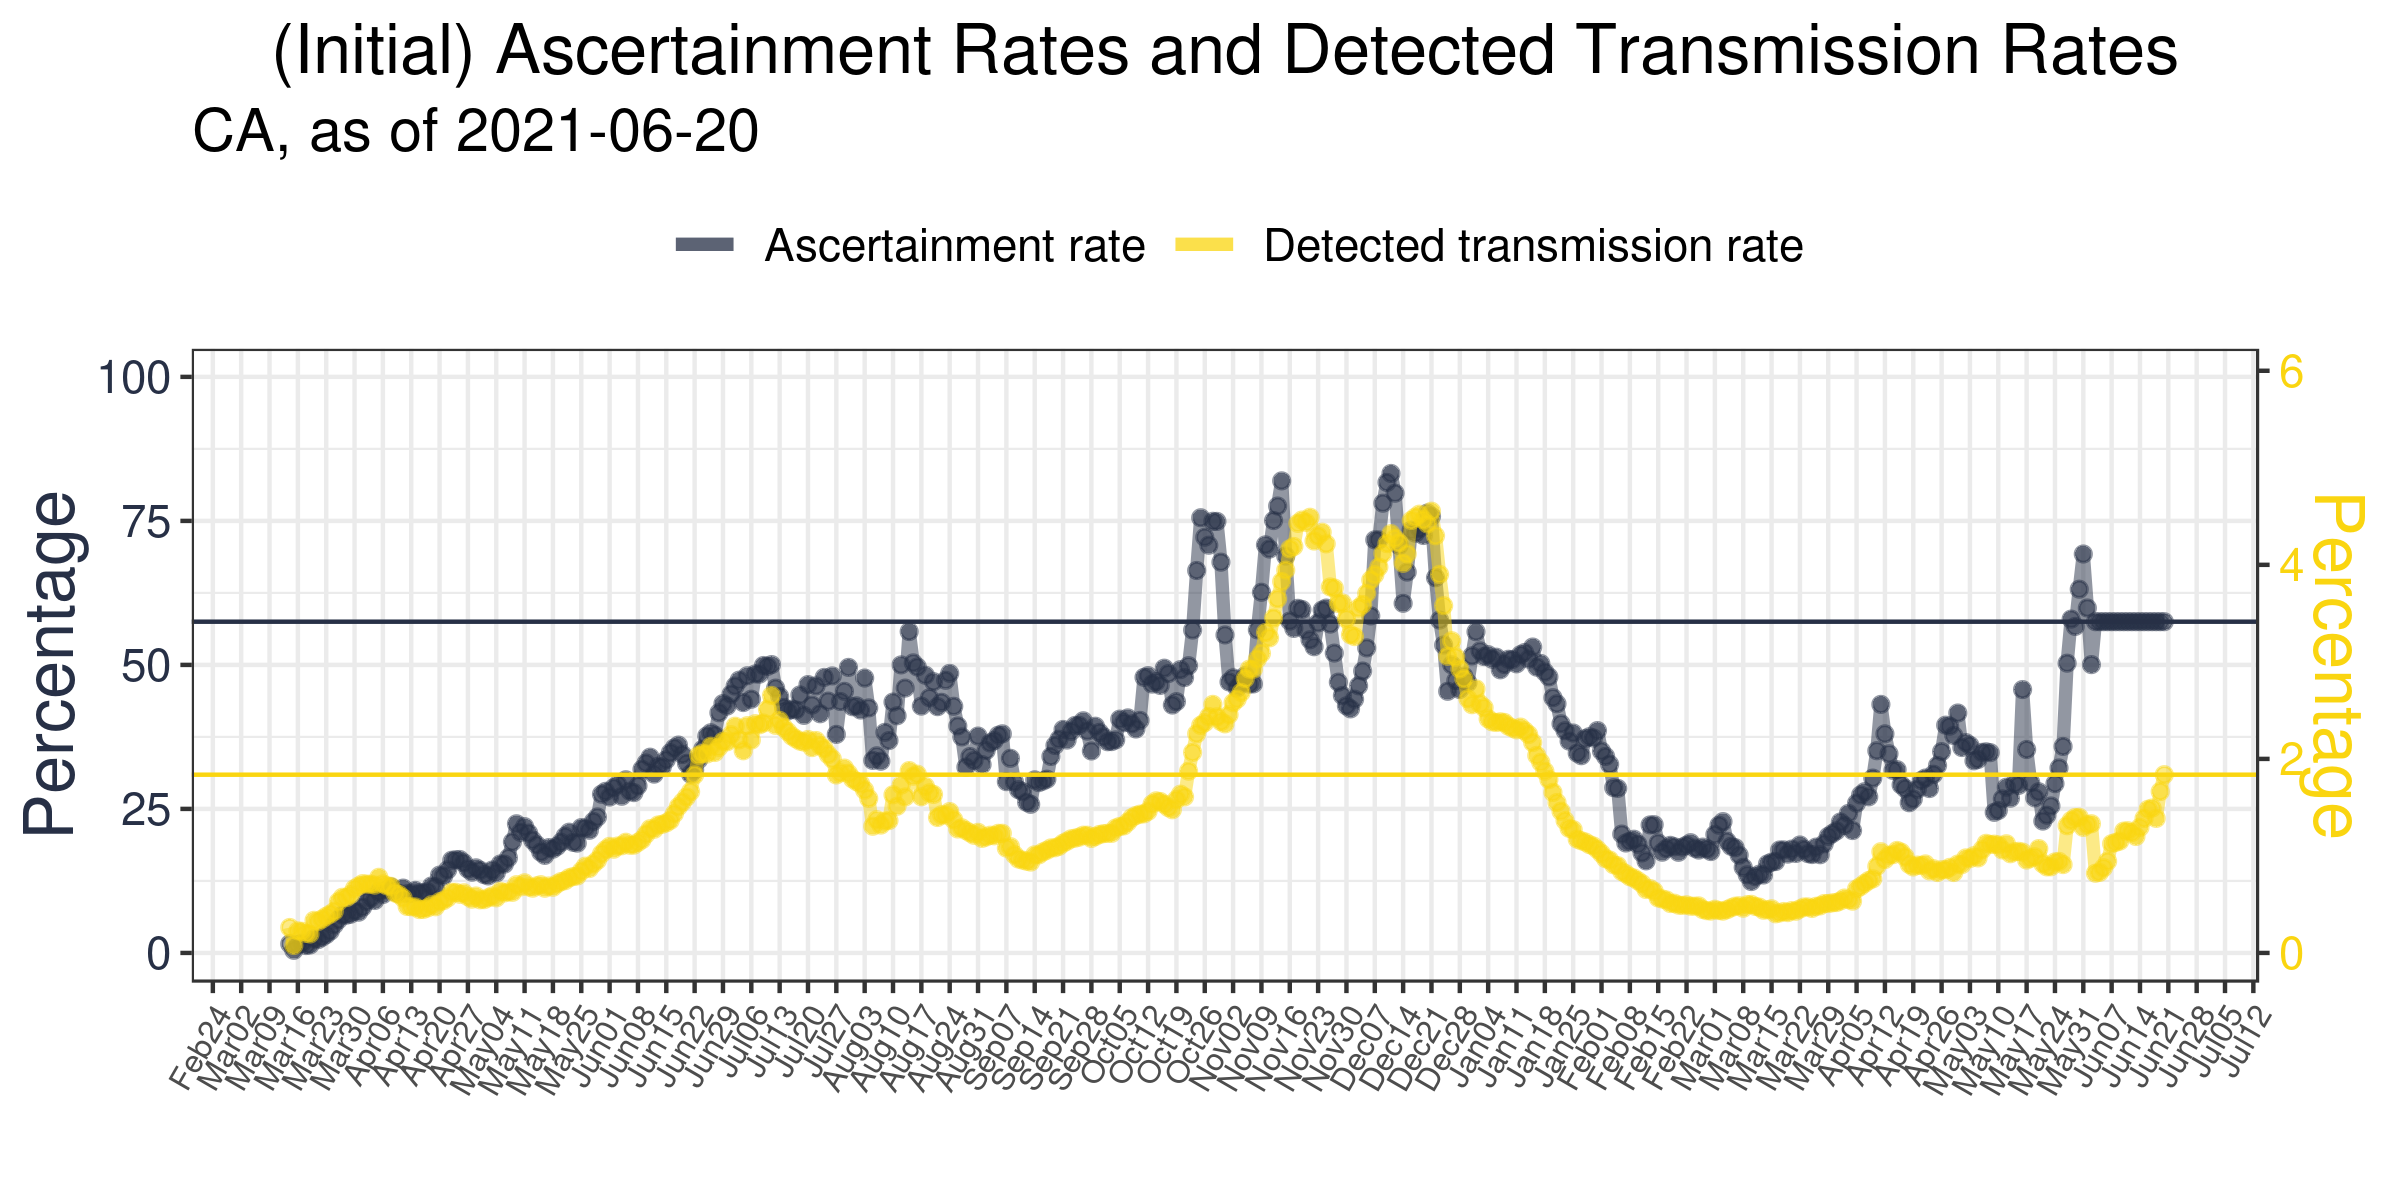 (Initial) Ascertainment Rates and Detected Transmission Rates
CA, as of 2021-06-20
Ascertainment rate
Detected transmission rate
Percentage
100
75
50
25
0
6
4
2
0
Percentage
Feb24
Mar02
Mar09
Mar16
Mar23
Mar30
Apr06
Apr13
Apr20
Apr27
May04
May11
May18
May25
Jun01
Jun08
Jun15
Jun22
Jun29
Jul06
Jul13
Jul20
Jul27
Aug03
Aug10
Aug17
Aug24
Aug31
Sep07
Sep14
Sep21
Sep28
Oct05
Oct12
Oct19
Oct26
Nov02
Nov09
Nov16
Nov23
Nov30
Dec07
Dec14
Dec21
Dec28
Jan04
Jan11
Jan18
Jan25
Feb01
Feb08
Feb15
Feb22
Mar01
Mar08
Mar15
Mar22
Mar29
Apr05
Apr12
Apr19
Apr26
May03
May10
May17
May24
May31
Jun07
Jun14
Jun21
Jun28
Jul05
Jul12